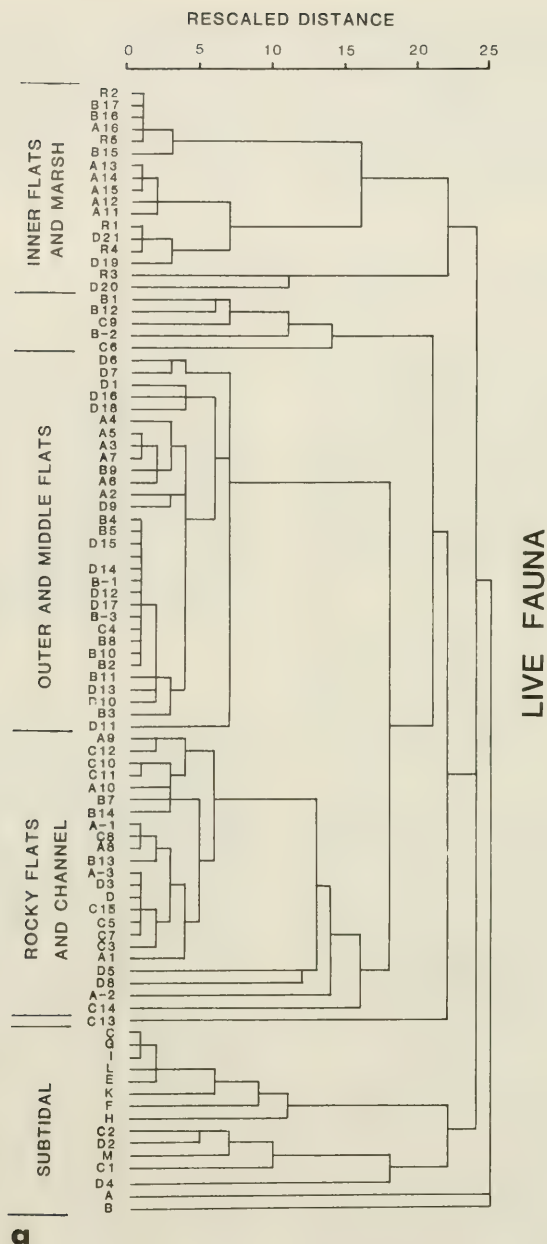 RESCALED DISTANCE
0 5 10 15 20 25
INNER FLATS
AND MARSH
R2
B17
B16
A16
R5
B15
A13
A14
A15
A12
A11
R1
D21
R4
D19
R3
D20
B1
B12
C9
B-2
C6
OUTER AND MIDDLE FLATS
D6
D7
D1
D16
D18
A4
A5
A3
A7
B9
A6
A2
D9
B4
B5
D15
D14
B-1
D12
D17
B-3
C4
B8
B10
B2
B11
D13
D10
B3
D11
ROCKY FLATS
AND CHANNEL
A9
C12
C10
C11
A10
B7
B14
A-1
C8
A8
B13
A-3
D3
D
C15
C5
C7
C3
A1
D5
D8
A-2
C14
C13
SUBTIDAL
C
G
I
L
E
K
F
H
C2
D2
M
C1
D4
A
B
LIVE FAUNA
a